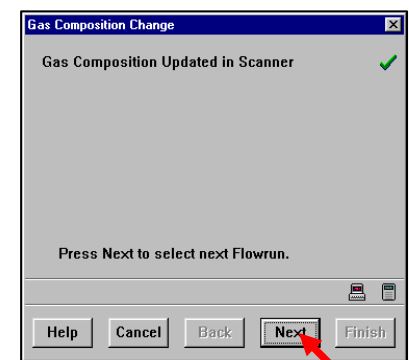 Gas Composition Change
Gas Composition Updated in Scanner
Press Next to select next Flowrun.
Help Cancel Back Next Finish